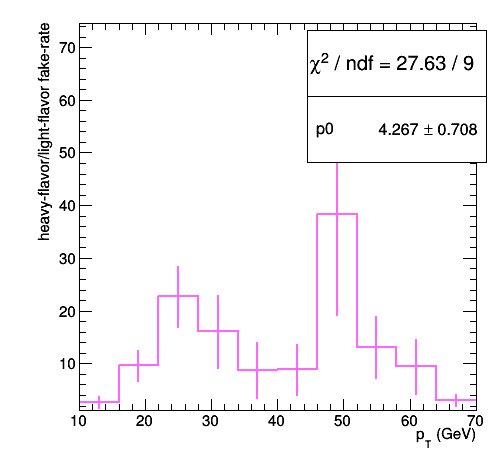 heavy-flavor/light-flavor fake-rate
χ² / ndf = 27.63 / 9
p0 4.267 ± 0.708
70
60
50
40
30
20
10
10 20 30 40 50 60 70
p_T (GeV)